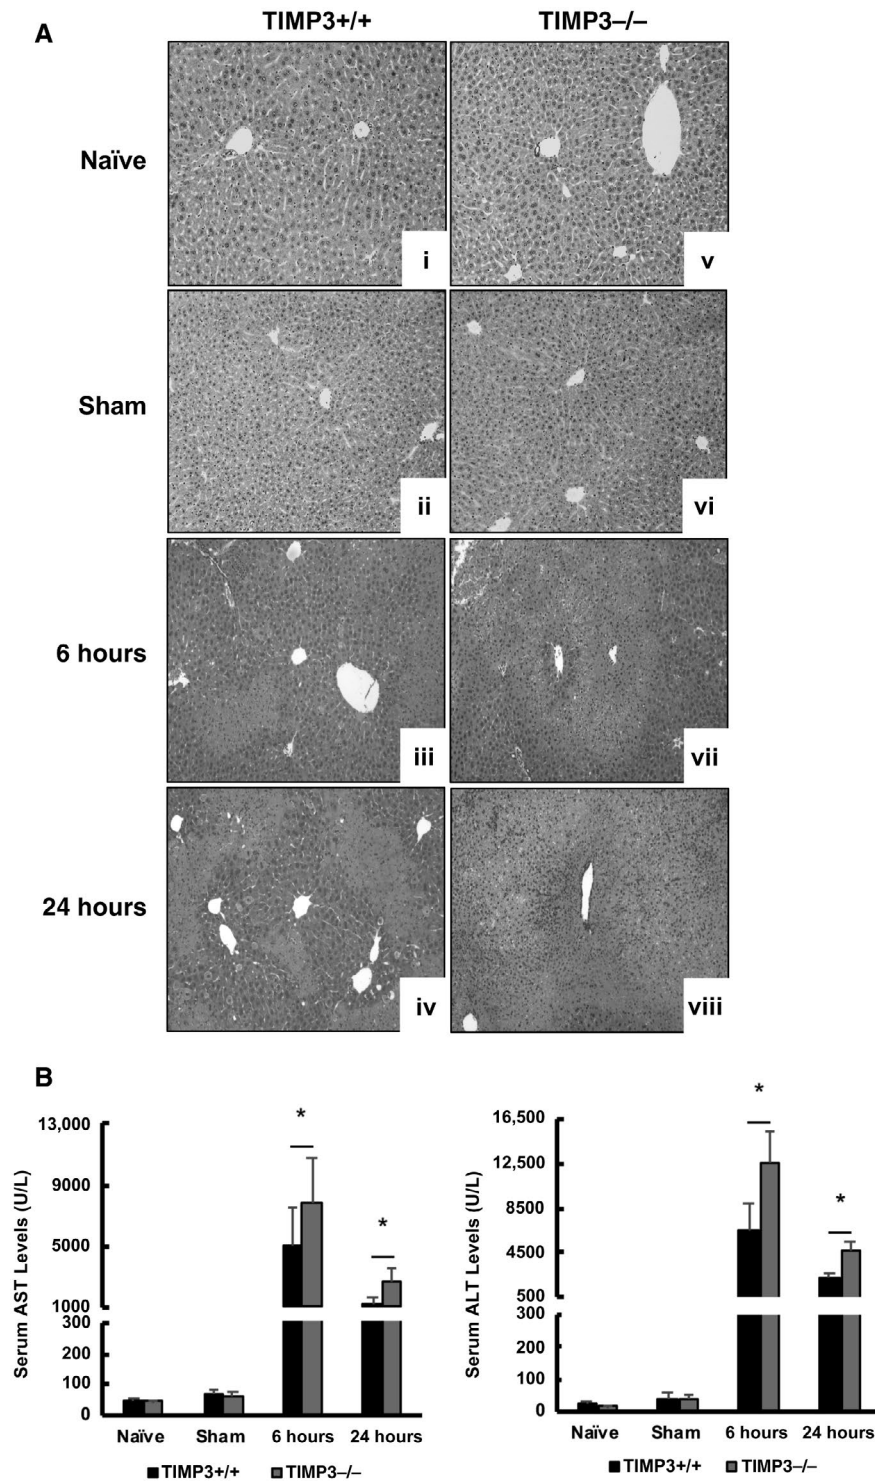 A
TIMP3+/+ TIMP3–/–
Naïve
i
v
Sham
ii
vi
6 hours
iii
vii
24 hours
iv
viii
B
Serum AST Levels (U/L)
13,000
9000
5000
1000
300
200
100
0
*
*
Naïve Sham 6 hours 24 hours
TIMP3+/+ TIMP3–/–
Serum ALT Levels (U/L)
16,500
12,500
8500
4500
500
300
200
100
0
*
*
Naïve Sham 6 hours 24 hours
TIMP3+/+ TIMP3–/–